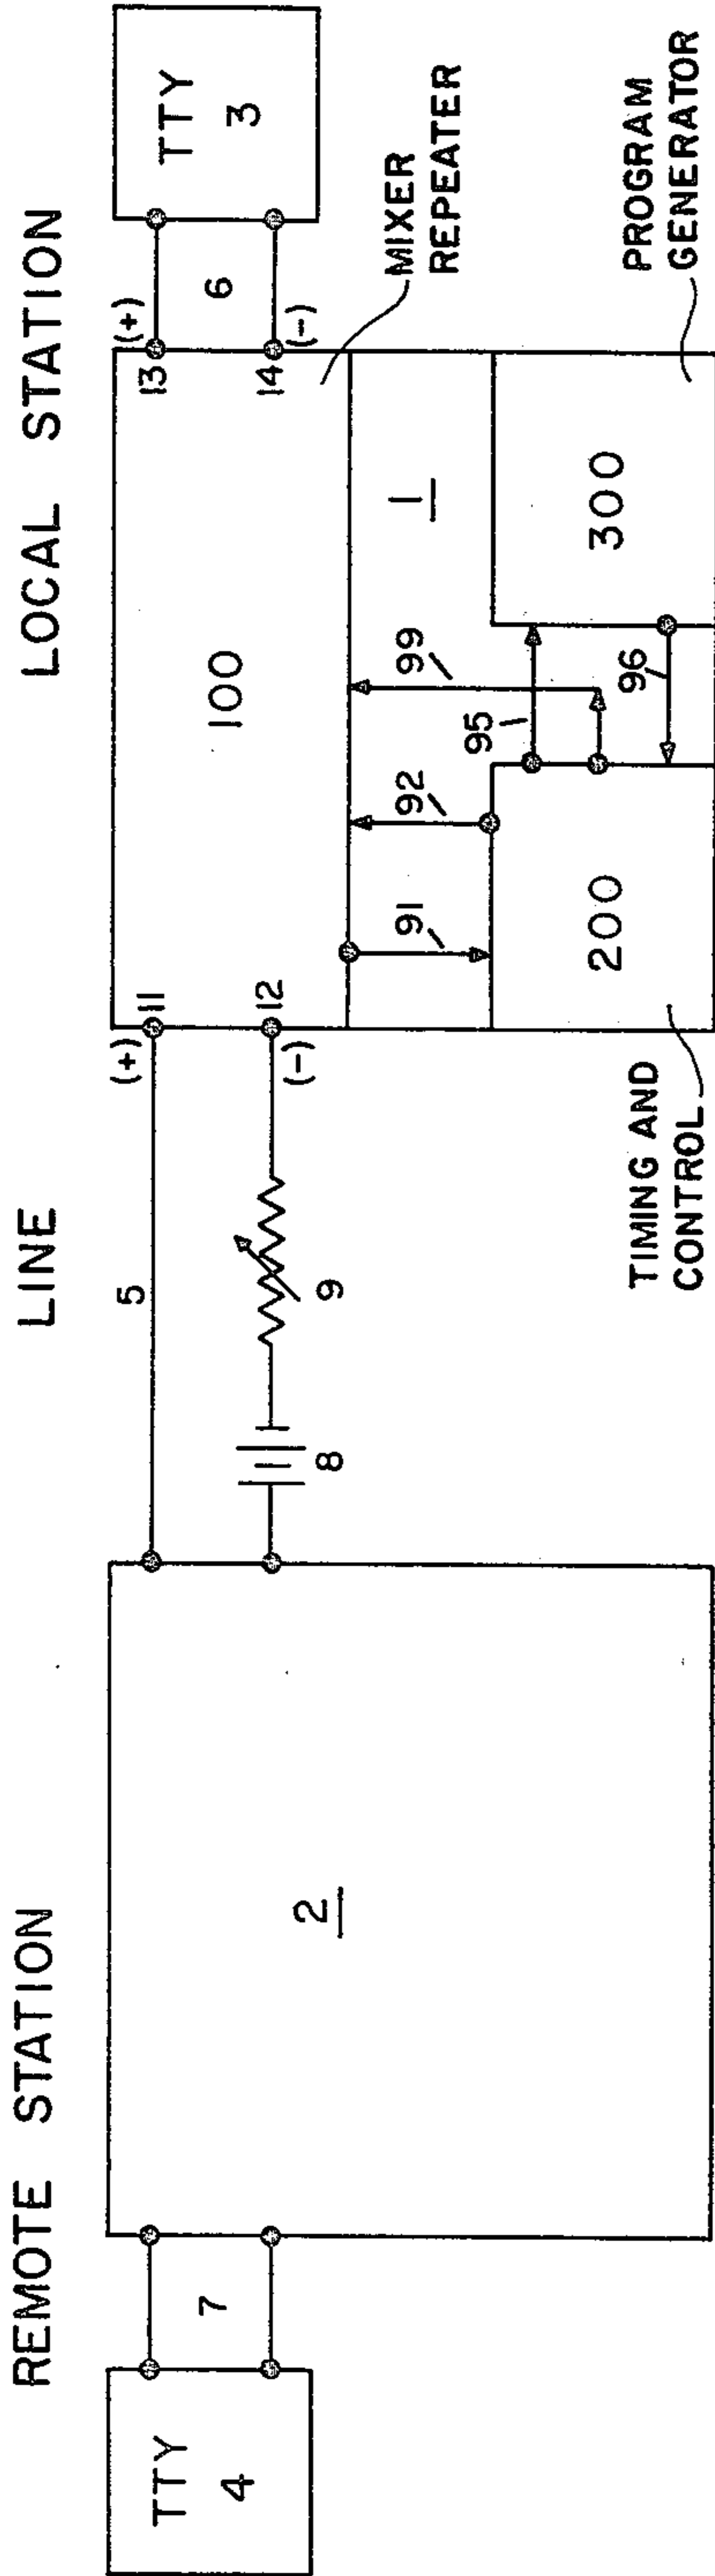 REMOTE STATION
LINE
LOCAL STATION
TTY
4
7
2
8
9
5
(+)
11
12
(-)
100
(+)
13
14
(-)
6
TTY
3
MIXER
REPEATER
91
92
99
1
95
96
200
300
TIMING AND
CONTROL
PROGRAM
GENERATOR